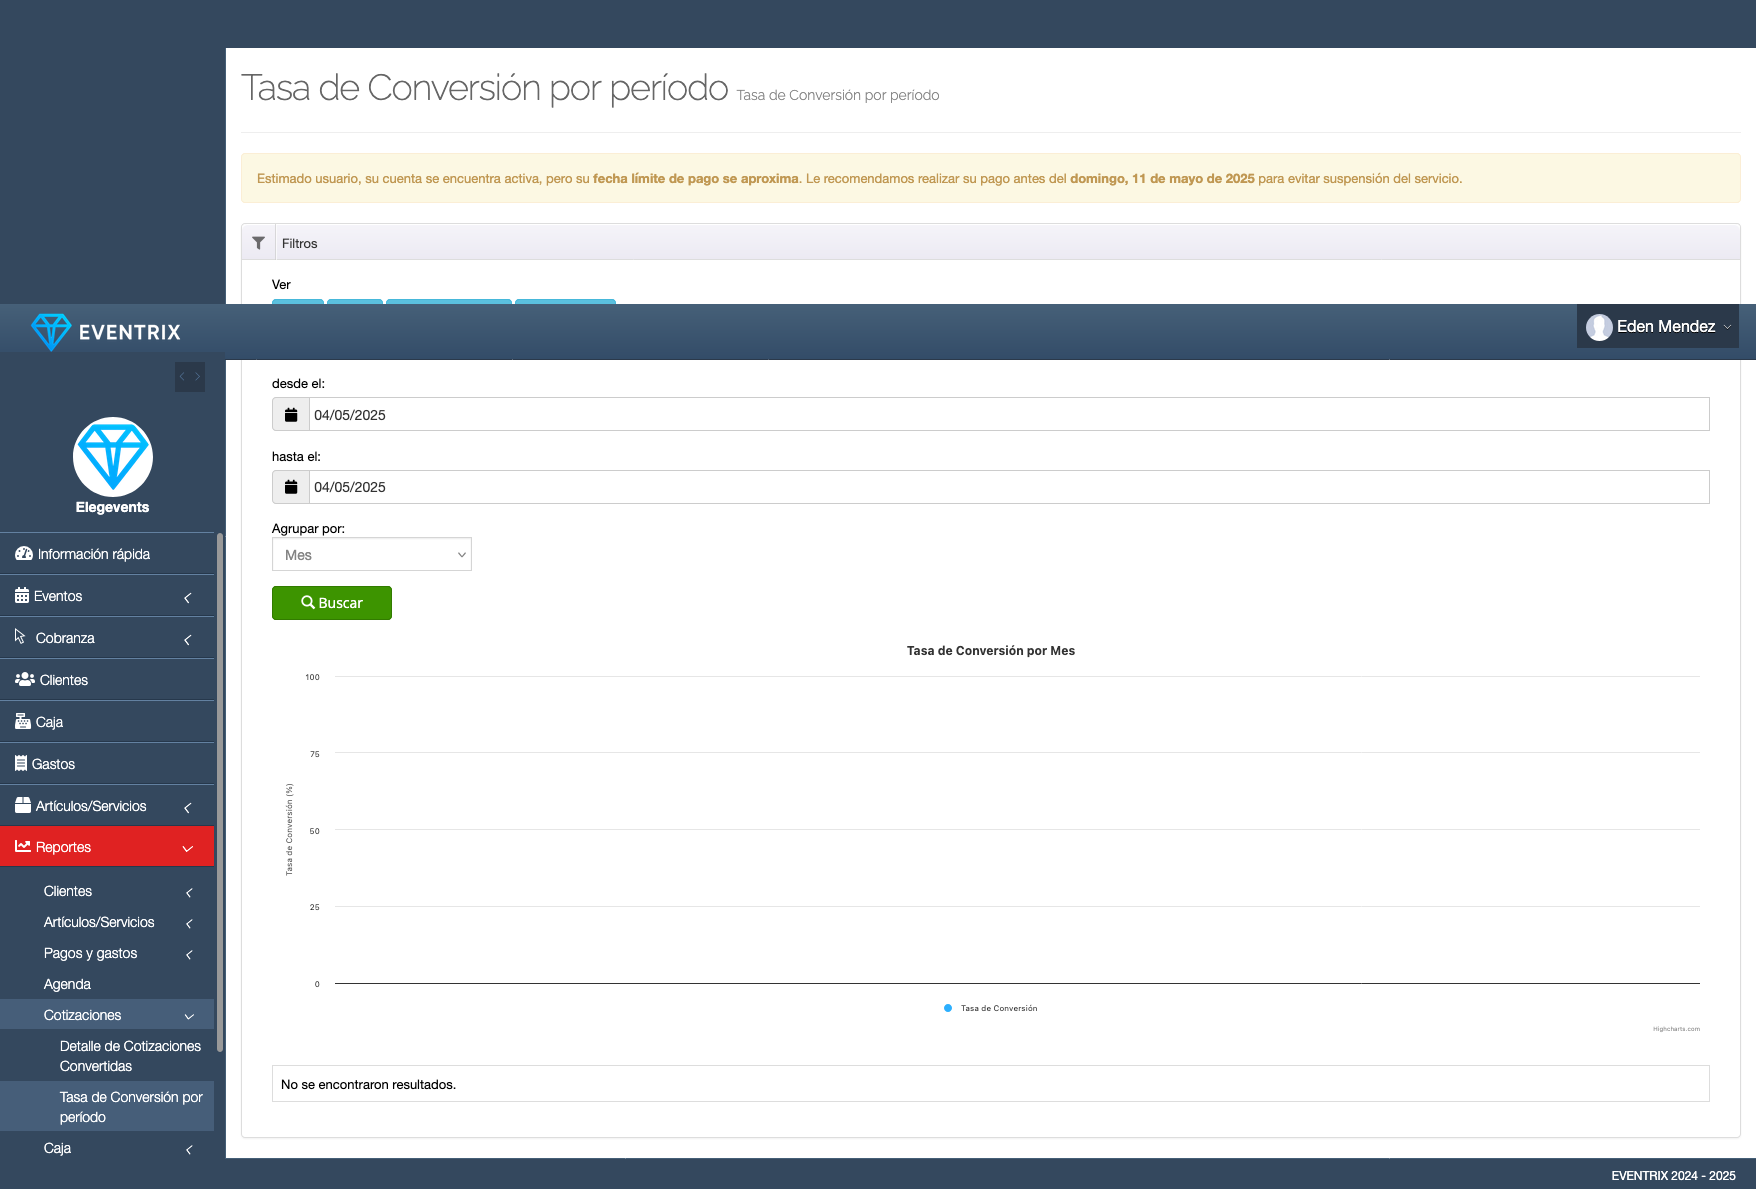 Tasa de Conversión por período Tasa de Conversión por período
Estimado usuario, su cuenta se encuentra activa, pero su fecha límite de pago se aproxima. Le recomendamos realizar su pago antes del domingo, 11 de mayo de 2025 para evitar suspensión del servicio.
Filtros
Ver
EVENTRIX
Eden Mendez
Elegevents
Información rápida
Eventos
Cobranza
Clientes
Caja
Gastos
Artículos/Servicios
Reportes
Clientes
Artículos/Servicios
Pagos y gastos
Agenda
Cotizaciones
Detalle de Cotizaciones
Convertidas
Tasa de Conversión por
período
Caja
desde el:
04/05/2025
hasta el:
04/05/2025
Agrupar por:
Mes
Buscar
Tasa de Conversión por Mes
100
75
50
25
0
Tasa de Conversión (%)
Tasa de Conversión
Highcharts.com
No se encontraron resultados.
EVENTRIX 2024 - 2025